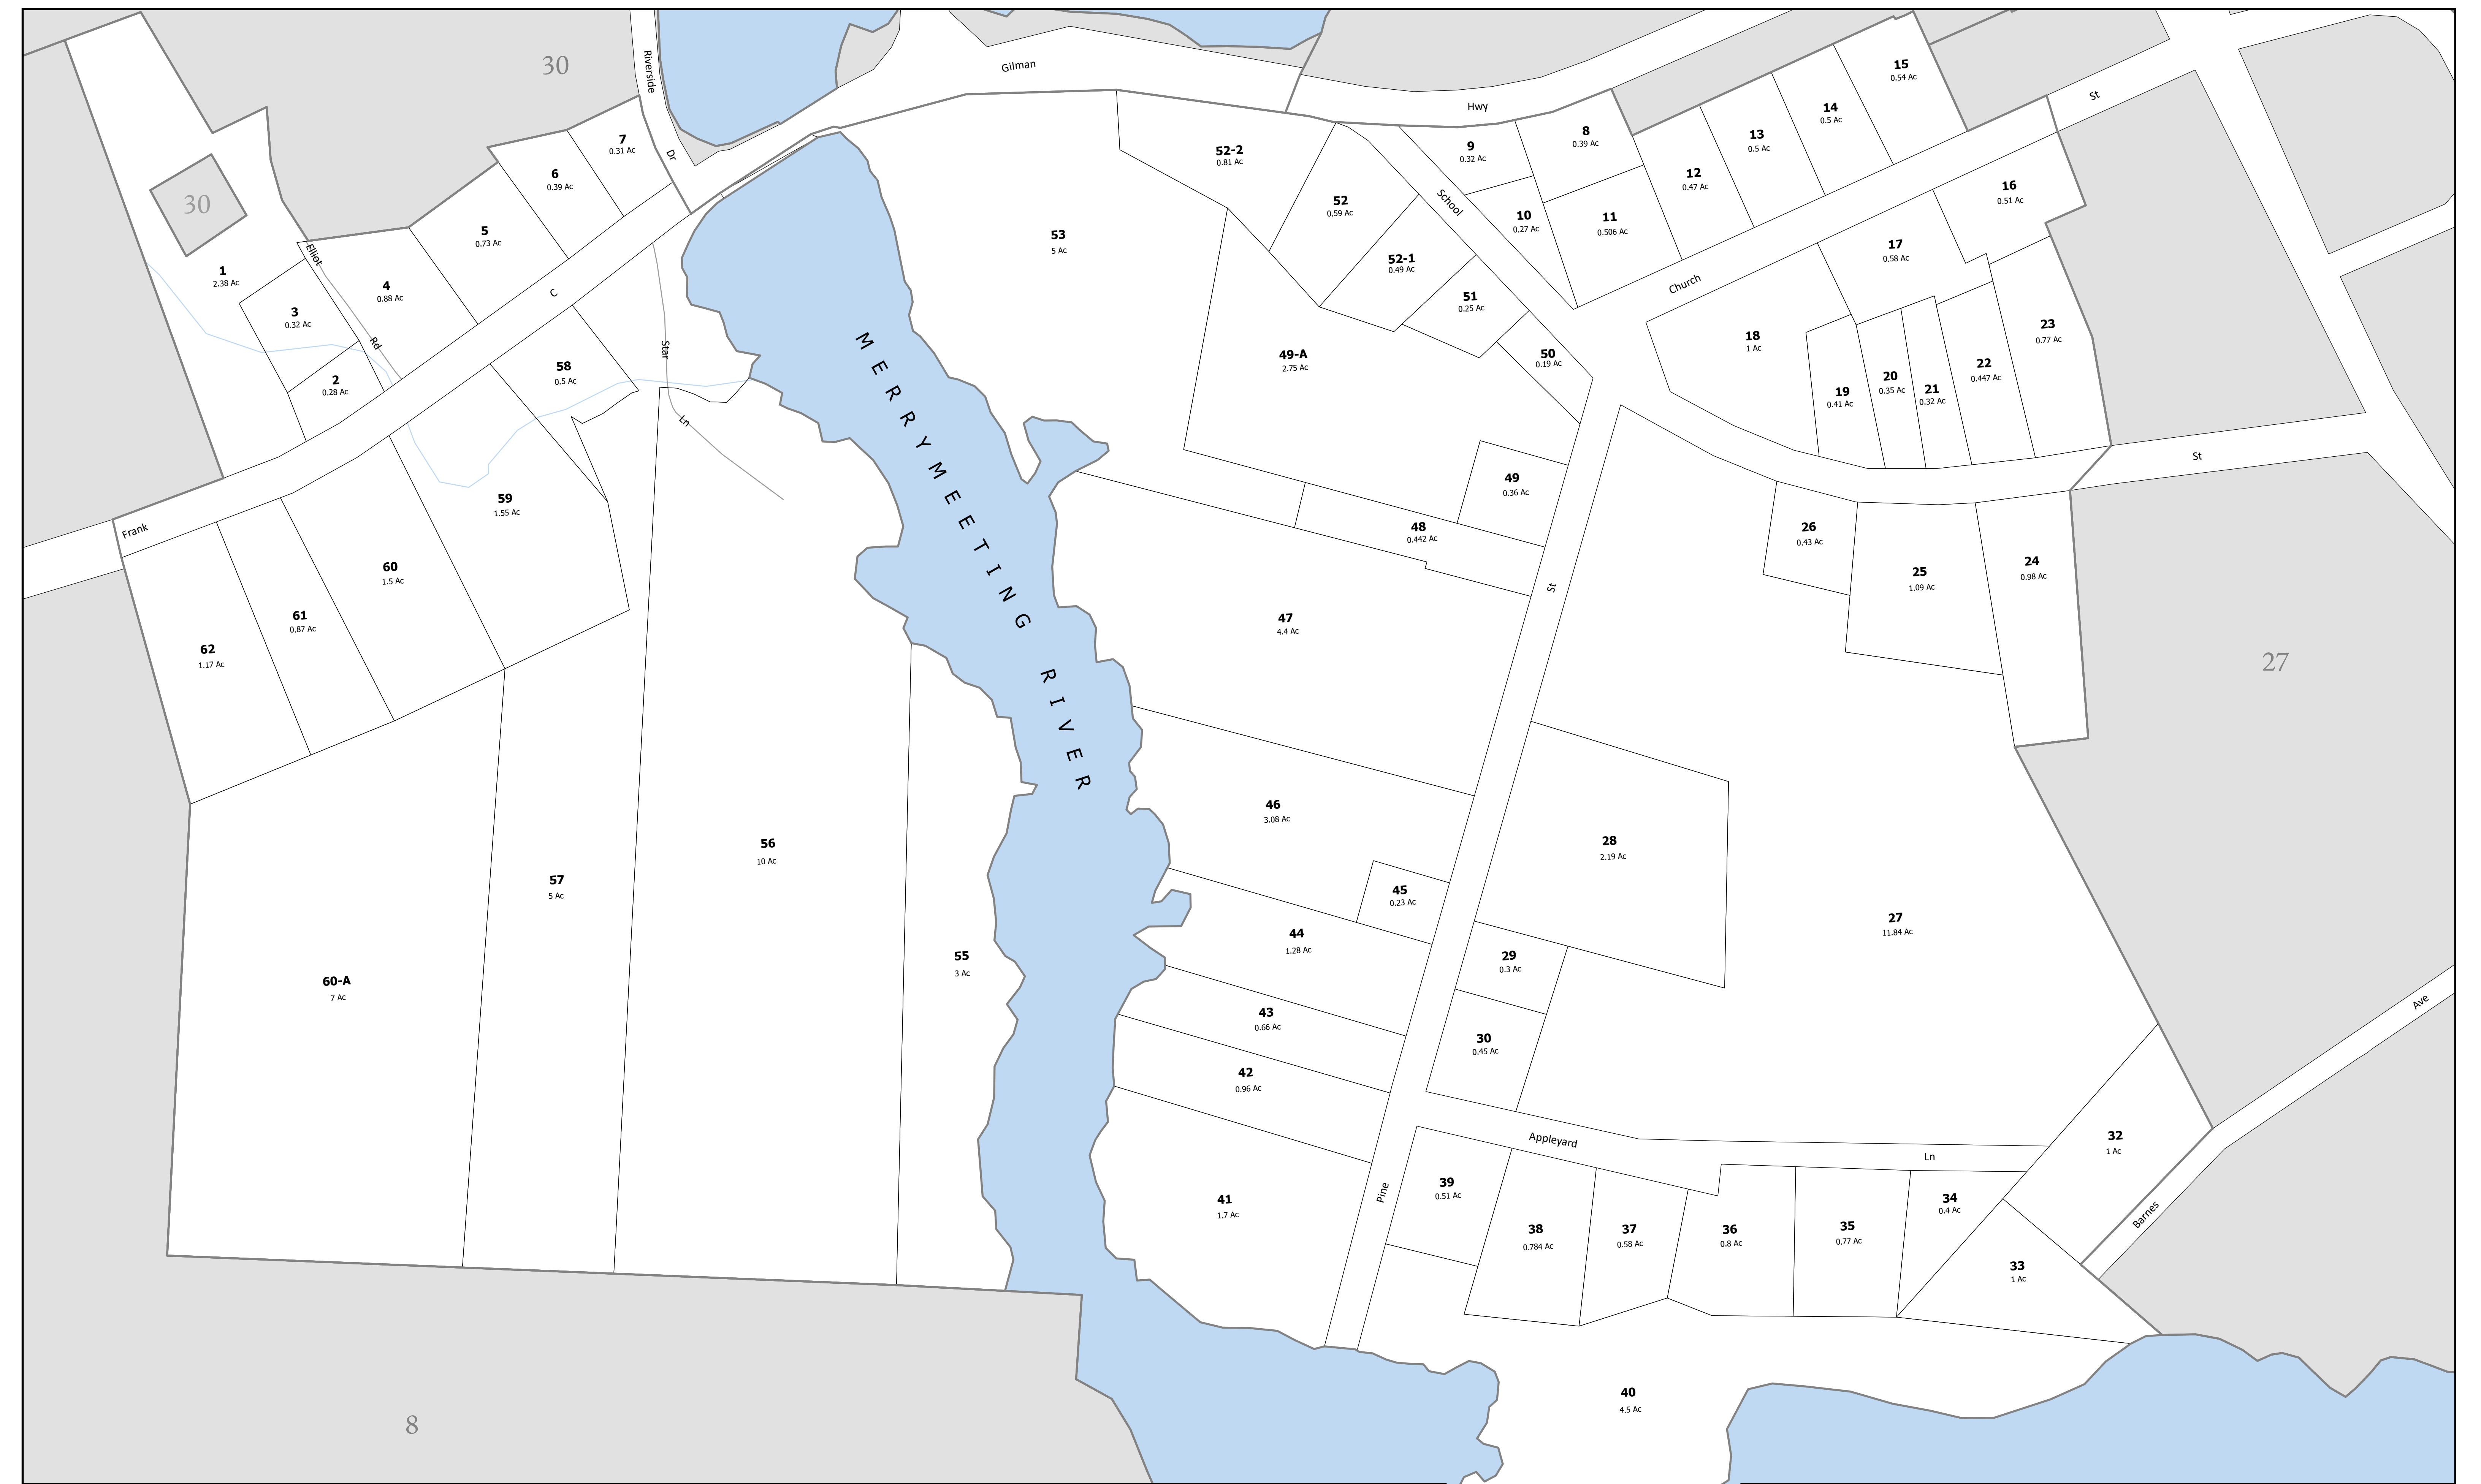 30
Riverside
Dr
Gilman
Hwy
30
Frank
C
Elliot
Rd
Star
Ln
School
Church
St
St
St
Pine
Appleyard
Ln
Barnes
Ave
MERRYMEETING RIVER
27
8
1
2.38 Ac
2
0.28 Ac
3
0.32 Ac
4
0.88 Ac
5
0.73 Ac
6
0.39 Ac
7
0.31 Ac
8
0.39 Ac
9
0.32 Ac
10
0.27 Ac
11
0.506 Ac
12
0.47 Ac
13
0.5 Ac
14
0.5 Ac
15
0.54 Ac
16
0.51 Ac
17
0.58 Ac
18
1 Ac
19
0.41 Ac
20
0.35 Ac
21
0.32 Ac
22
0.447 Ac
23
0.77 Ac
24
0.98 Ac
25
1.09 Ac
26
0.43 Ac
27
11.84 Ac
28
2.19 Ac
29
0.3 Ac
30
0.45 Ac
32
1 Ac
33
1 Ac
34
0.4 Ac
35
0.77 Ac
36
0.8 Ac
37
0.58 Ac
38
0.784 Ac
39
0.51 Ac
40
4.5 Ac
41
1.7 Ac
42
0.96 Ac
43
0.66 Ac
44
1.28 Ac
45
0.23 Ac
46
3.08 Ac
47
4.4 Ac
48
0.442 Ac
49
0.36 Ac
49-A
2.75 Ac
50
0.19 Ac
51
0.25 Ac
52
0.59 Ac
52-1
0.49 Ac
52-2
0.81 Ac
53
5 Ac
55
3 Ac
56
10 Ac
57
5 Ac
58
0.5 Ac
59
1.55 Ac
60
1.5 Ac
60-A
7 Ac
61
0.87 Ac
62
1.17 Ac